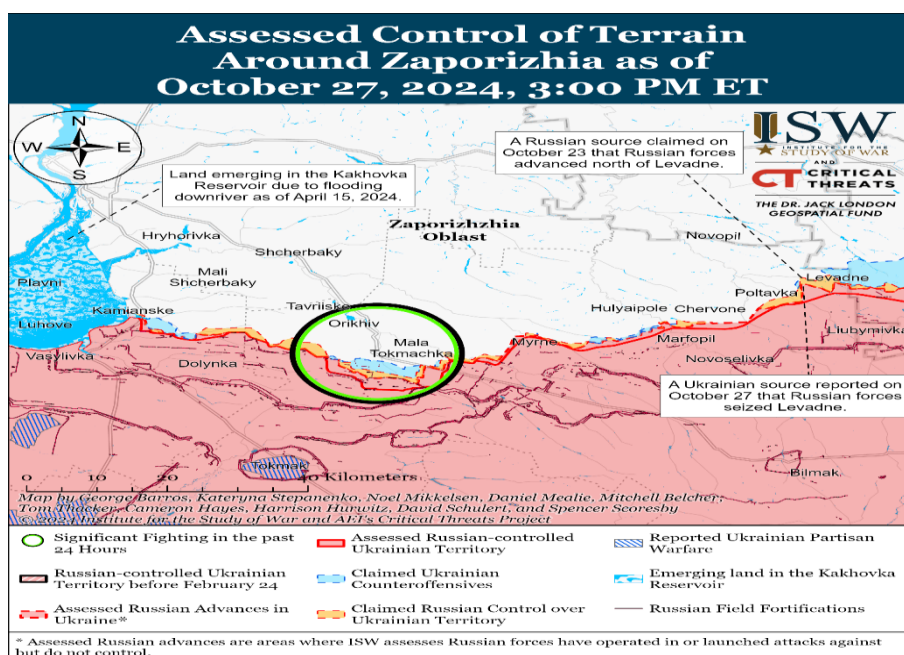 Assessed Control of Terrain
Around Zaporizhia as of
October 27, 2024, 3:00 PM ET
N
W E
S
Land emerging in the Kakhovka
Reservoir due to flooding
downriver as of April 15, 2024.
A Russian source claimed on
October 23 that Russian forces
advanced north of Levadne.
ISW
INSTITUTE FOR THE
STUDY OF WAR
AND
CT CRITICAL
THREATS
THE DR. JACK LONDON
GEOSPATIAL FUND
Zaporizhzhia
Oblast
Hryhorivka
Shcherbaky
Novopil
Mali
Shcherbaky
Levadne
Plavni
Poltavka
Tavriiske
Kamianske
Hulyaipole
Chervone
Luhove
Orikhiv
Liubymivka
Mala
Tokmachka
Myrne
Marfopil
Vasylivka
Dolynka
Novoselivka
A Ukrainian source reported on
October 27 that Russian forces
seized Levadne.
Tokmak
Bilmak
0 20 40 Kilometers
Map by George Barros, Kateryna Stepanenko, Noel Mikkelsen, Daniel Mealie, Mitchell Belcher,
Tom Thacker, Cameron Hayes, Harrison Hurwitz, David Schulert, and Spencer Scoresby
© 2024 Institute for the Study of War and AEI's Critical Threats Project
Significant Fighting in the past
24 Hours
Assessed Russian-controlled
Ukrainian Territory
Reported Ukrainian Partisan
Warfare
Russian-controlled Ukrainian
Territory before February 24
Claimed Ukrainian
Counteroffensives
Emerging land in the Kakhovka
Reservoir
Assessed Russian Advances in
Ukraine*
Claimed Russian Control over
Ukrainian Territory
Russian Field Fortifications
* Assessed Russian advances are areas where ISW assesses Russian forces have operated in or launched attacks against
but do not control.